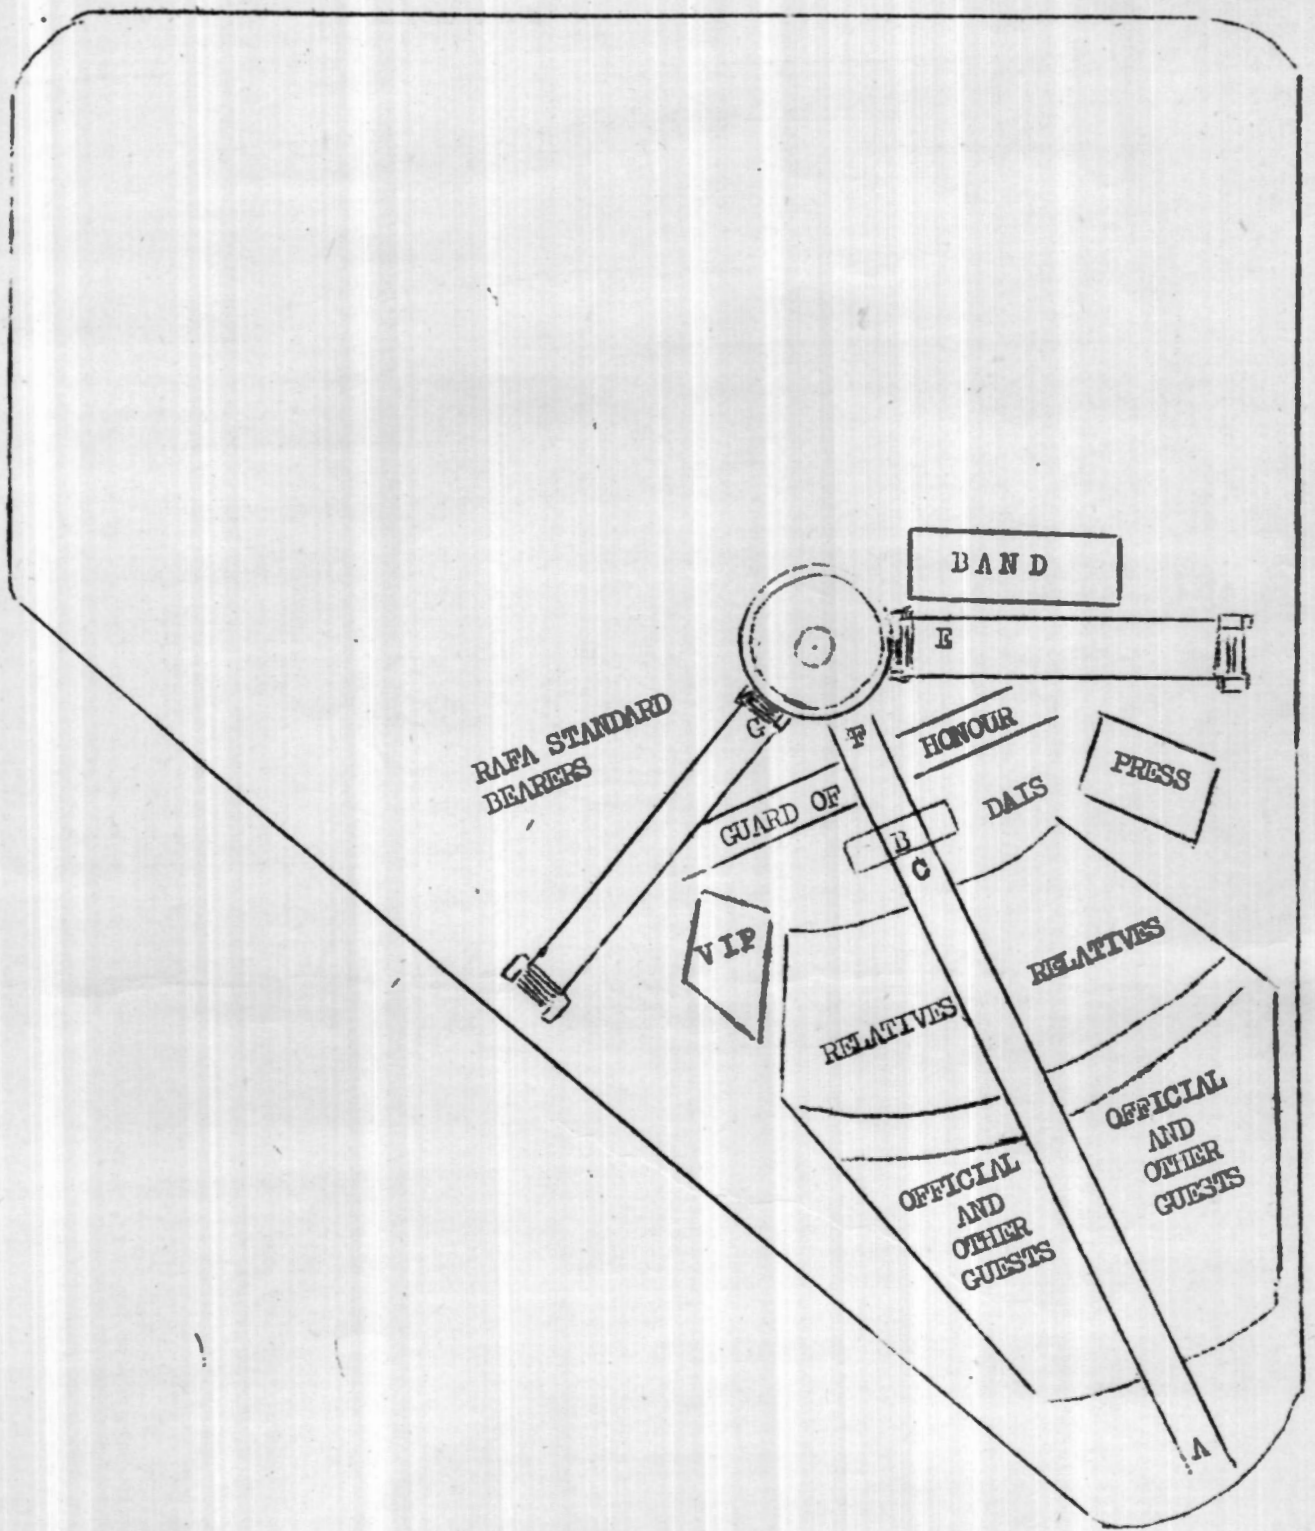 BAND
E
RAFA STANDARD
BEARERS
G
F
HONOUR
PRESS
GUARD OF
DAIS
B
C
VIP
RELATIVES
RELATIVES
OFFICIAL
AND
OTHER
GUESTS
OFFICIAL
AND
OTHER
GUESTS
A